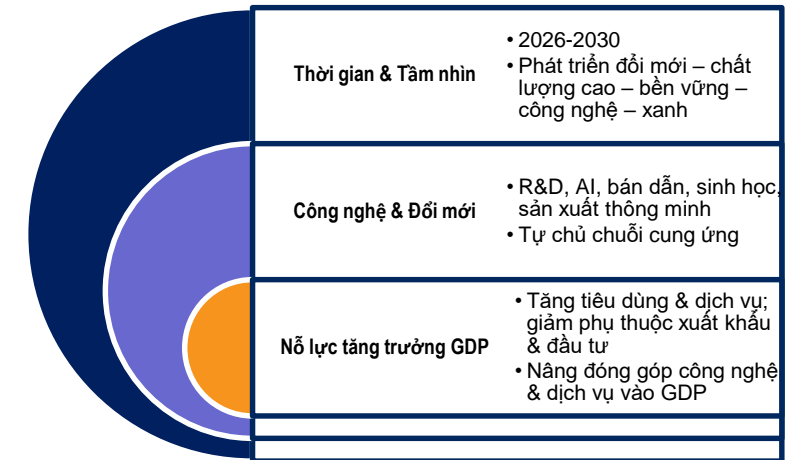 Thời gian & Tầm nhìn
• 2026-2030
• Phát triển đổi mới – chất
lượng cao – bền vững –
công nghệ – xanh
Công nghệ & Đổi mới
• R&D, AI, bán dẫn, sinh học,
sản xuất thông minh
• Tự chủ chuỗi cung ứng
Nỗ lực tăng trưởng GDP
• Tăng tiêu dùng & dịch vụ;
giảm phụ thuộc xuất khẩu
& đầu tư
• Nâng đóng góp công nghệ
& dịch vụ vào GDP